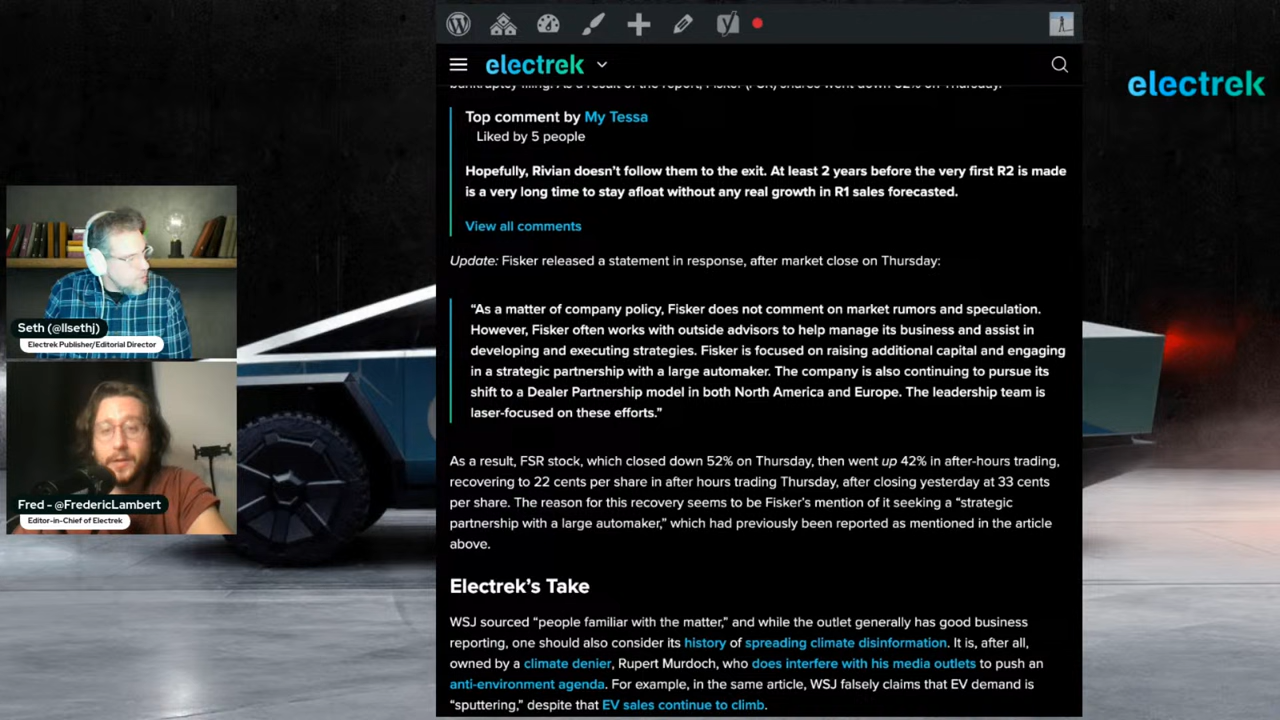 electrek
electrek
bankruptcy filing. As a result of the report, Fisker (FSR) shares went down 52% on Thursday.
Top comment by My Tessa
Liked by 5 people
Hopefully, Rivian doesn't follow them to the exit. At least 2 years before the very first R2 is made
is a very long time to stay afloat without any real growth in R1 sales forecasted.
View all comments
Update: Fisker released a statement in response, after market close on Thursday:
“As a matter of company policy, Fisker does not comment on market rumors and speculation.
However, Fisker often works with outside advisors to help manage its business and assist in
developing and executing strategies. Fisker is focused on raising additional capital and engaging
in a strategic partnership with a large automaker. The company is also continuing to pursue its
shift to a Dealer Partnership model in both North America and Europe. The leadership team is
laser-focused on these efforts.”
As a result, FSR stock, which closed down 52% on Thursday, then went up 42% in after-hours trading,
recovering to 22 cents per share in after hours trading Thursday, after closing yesterday at 33 cents
per share. The reason for this recovery seems to be Fisker's mention of it seeking a “strategic
partnership with a large automaker,” which had previously been reported as mentioned in the article
above.
Electrek's Take
WSJ sourced “people familiar with the matter,” and while the outlet generally has good business
reporting, one should also consider its history of spreading climate disinformation. It is, after all,
owned by a climate denier, Rupert Murdoch, who does interfere with his media outlets to push an
anti-environment agenda. For example, in the same article, WSJ falsely claims that EV demand is
“sputtering,” despite that EV sales continue to climb.
Seth (@llsethj)
Electrek Publisher/Editorial Director
Fred - @FredericLambert
Editor-in-Chief of Electrek